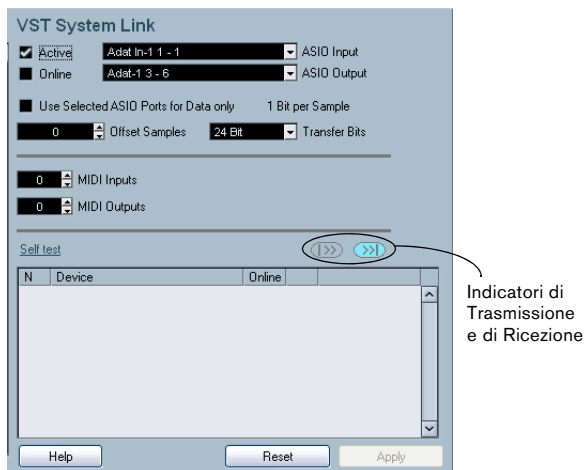 VST System Link
Active Adat In-1 1 - 1 ASIO Input
Online Adat-1 3 - 6 ASIO Output
Use Selected ASIO Ports for Data only 1 Bit per Sample
0 Offset Samples 24 Bit Transfer Bits
0 MIDI Inputs
0 MIDI Outputs
Self test
N Device Online
Indicatori di
Trasmissione
e di Ricezione
Help Reset Apply